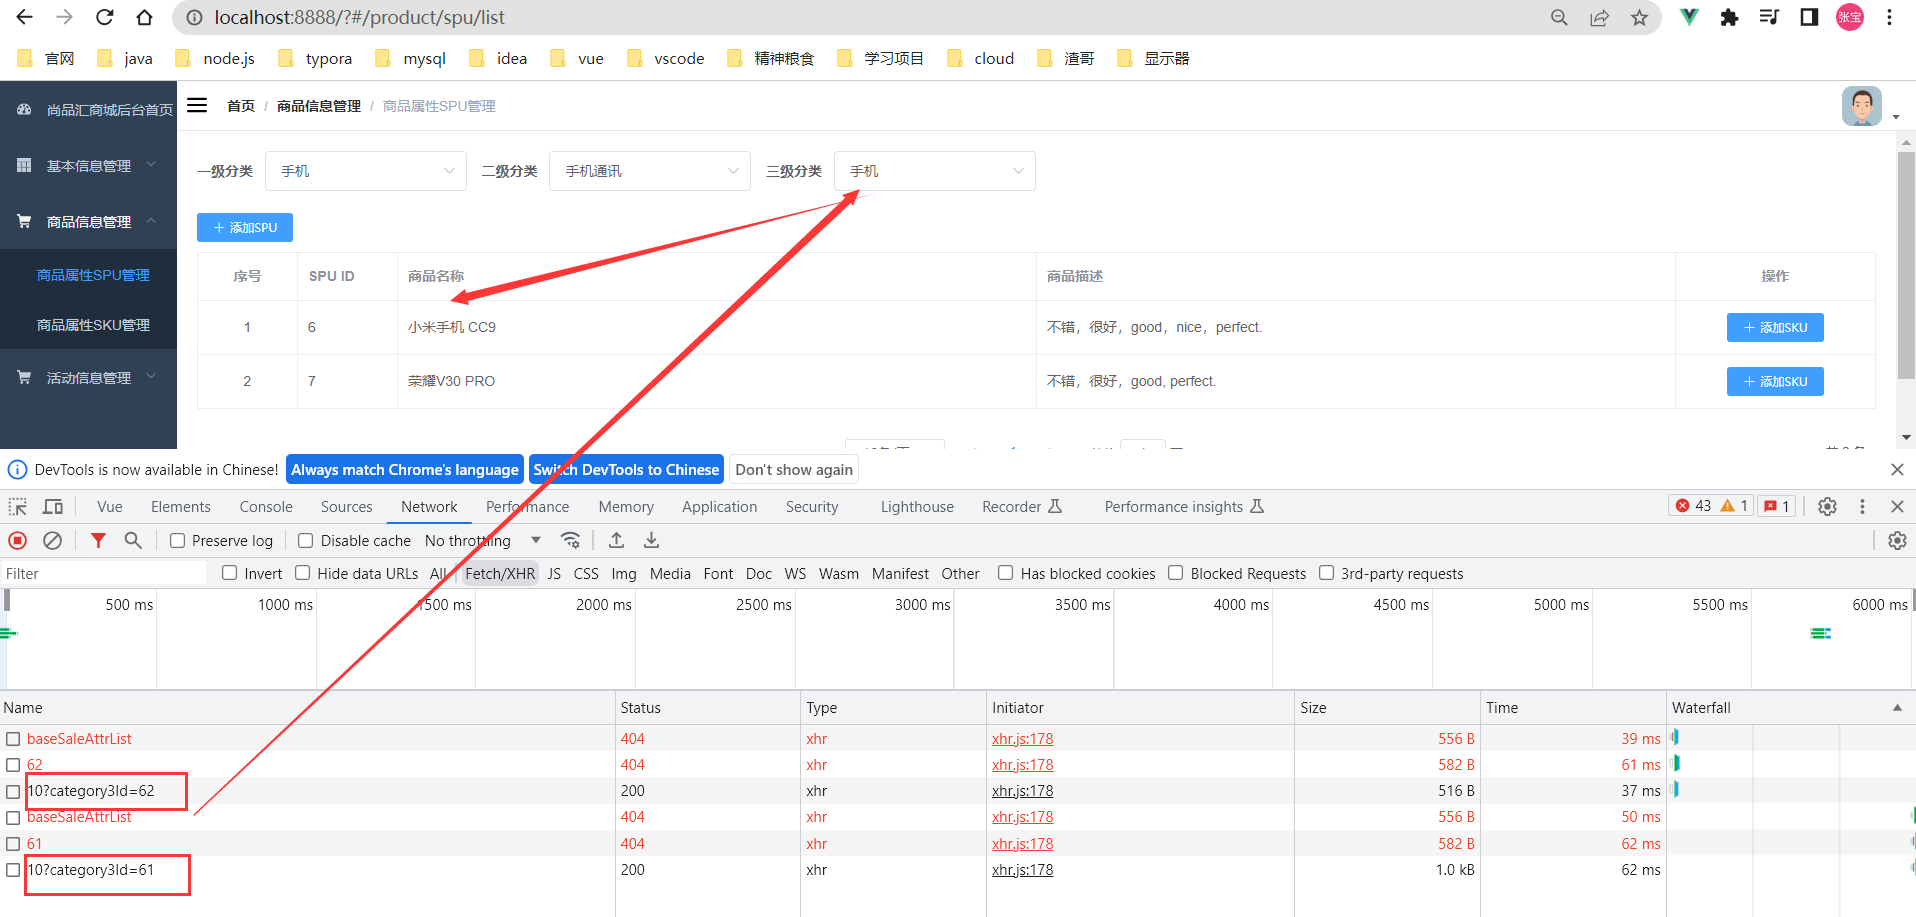 localhost:8888/?#/product/spu/list
张宝
官网 java node.js typora mysql idea vue vscode 精神粮食 学习项目 cloud 渣哥 显示器
尚品汇商城后台首页
基本信息管理
商品信息管理
商品属性SPU管理
商品属性SKU管理
活动信息管理
首页 / 商品信息管理 / 商品属性SPU管理
一级分类 手机 二级分类 手机通讯 三级分类 手机
+ 添加SPU
序号 SPU ID 商品名称 商品描述 操作
1 6 小米手机 CC9 不错，很好，good，nice，perfect. + 添加SKU
2 7 荣耀V30 PRO 不错，很好，good, perfect. + 添加SKU
DevTools is now available in Chinese! Always match Chrome's language Switch DevTools to Chinese Don't show again
Vue Elements Console Sources Network Performance Memory Application Security Lighthouse Recorder Performance insights 43 1 1
Preserve log Disable cache No throttling
Filter Invert Hide data URLs All Fetch/XHR JS CSS Img Media Font Doc WS Wasm Manifest Other Has blocked cookies Blocked Requests 3rd-party requests
500 ms 1000 ms 1500 ms 2000 ms 2500 ms 3000 ms 3500 ms 4000 ms 4500 ms 5000 ms 5500 ms 6000 ms
Name Status Type Initiator Size Time Waterfall
baseSaleAttrList 404 xhr xhr.js:178 556 B 39 ms
62 404 xhr xhr.js:178 582 B 61 ms
10?category3Id=62 200 xhr xhr.js:178 516 B 37 ms
baseSaleAttrList 404 xhr xhr.js:178 556 B 50 ms
61 404 xhr xhr.js:178 582 B 62 ms
10?category3Id=61 200 xhr xhr.js:178 1.0 kB 62 ms